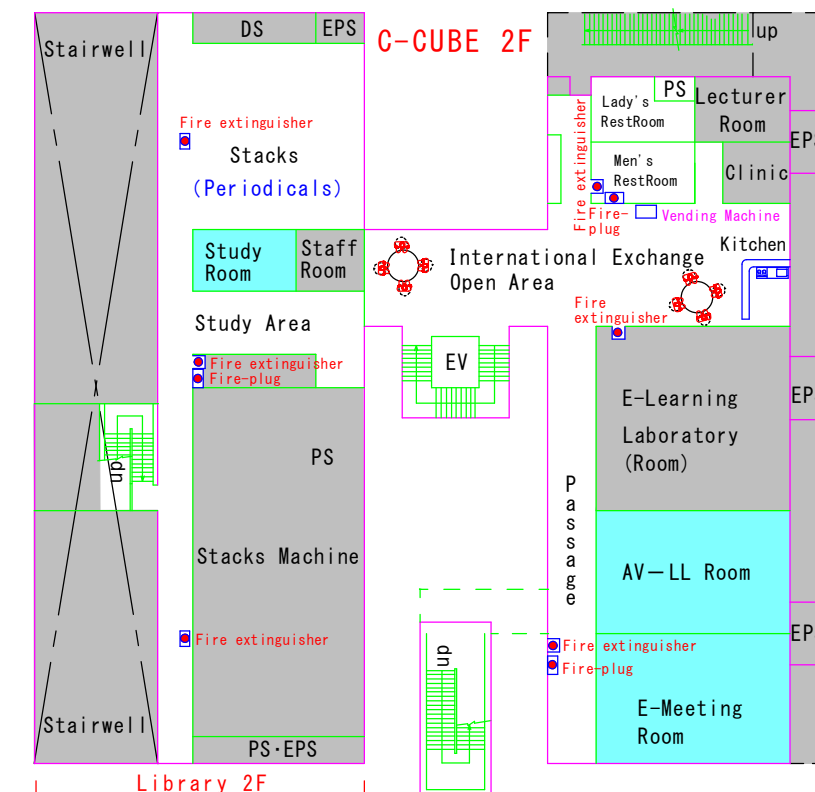 DS
EPS
C-CUBE 2F
up
Stairwell
PS
Lady's
RestRoom
Lecturer
Room
Fire extinguisher
EPS
Fire extinguisher
Stacks
(Periodicals)
Men's
RestRoom
Clinic
Fire-
plug
Vending Machine
Study
Room
Staff
Room
International Exchange
Open Area
Kitchen
Study Area
Fire
extinguisher
Fire extinguisher
Fire-plug
EV
E-Learning
Laboratory
(Room)
EP
dn
PS
Passage
Stacks Machine
AV-LL Room
Fire extinguisher
dn
Fire extinguisher
Fire-plug
EP
Stairwell
E-Meeting
Room
PS·EPS
Library 2F